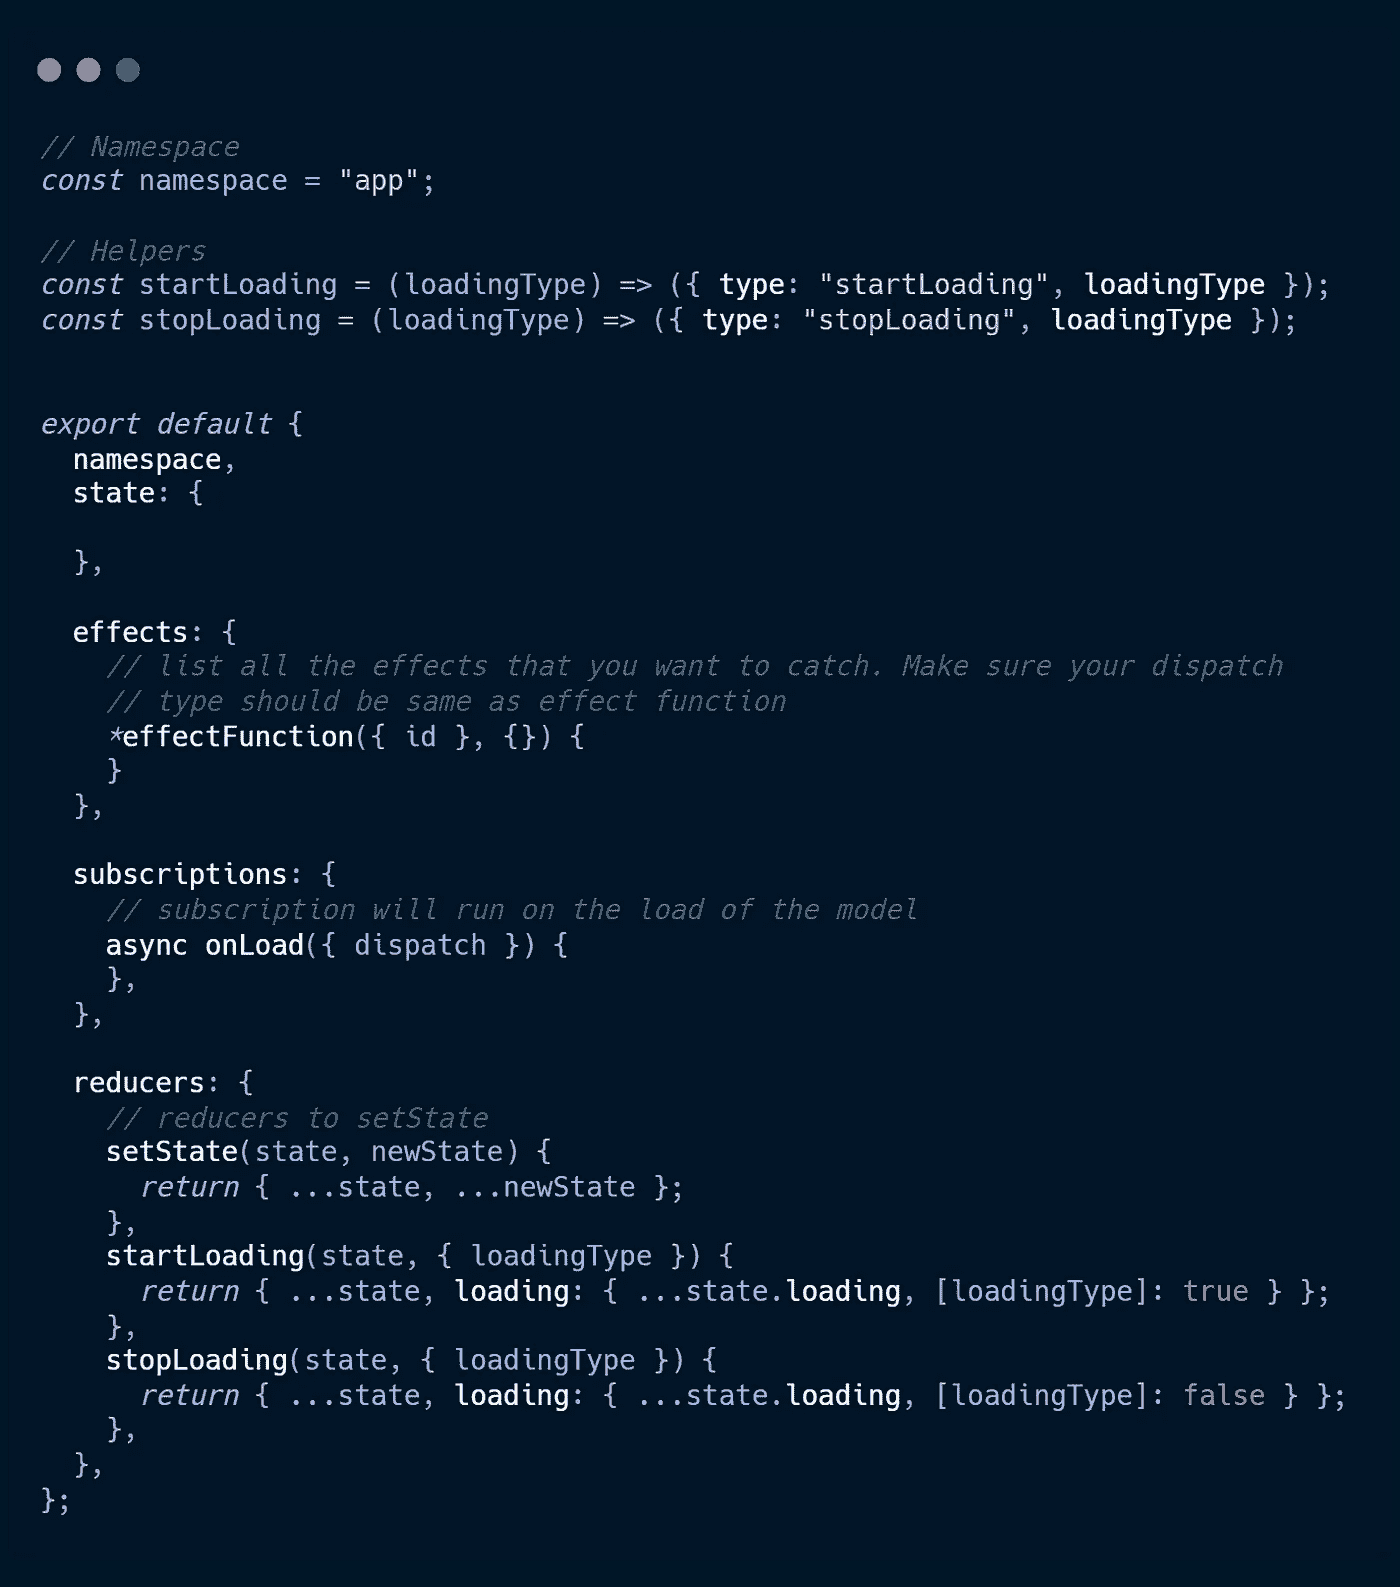 // Namespace
const namespace = "app";

// Helpers
const startLoading = (loadingType) => ({ type: "startLoading", loadingType });
const stopLoading = (loadingType) => ({ type: "stopLoading", loadingType });


export default {
  namespace,
  state: {

  },

  effects: {
    // list all the effects that you want to catch. Make sure your dispatch
    // type should be same as effect function
    *effectFunction({ id }, {}) {
    }
  },

  subscriptions: {
    // subscription will run on the load of the model
    async onLoad({ dispatch }) {
    },
  },

  reducers: {
    // reducers to setState
    setState(state, newState) {
      return { ...state, ...newState };
    },
    startLoading(state, { loadingType }) {
      return { ...state, loading: { ...state.loading, [loadingType]: true } };
    },
    stopLoading(state, { loadingType }) {
      return { ...state, loading: { ...state.loading, [loadingType]: false } };
    },
  },
};